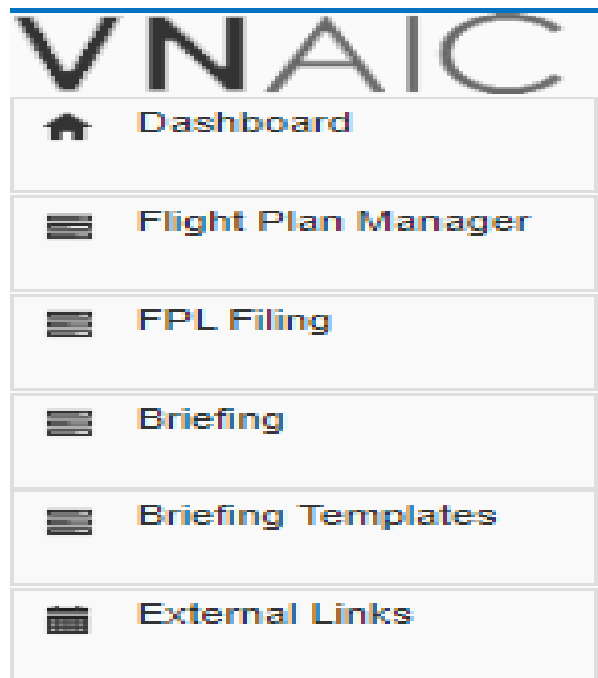 VNAIC
Dashboard
Flight Plan Manager
FPL Filing
Briefing
Briefing Templates
External Links